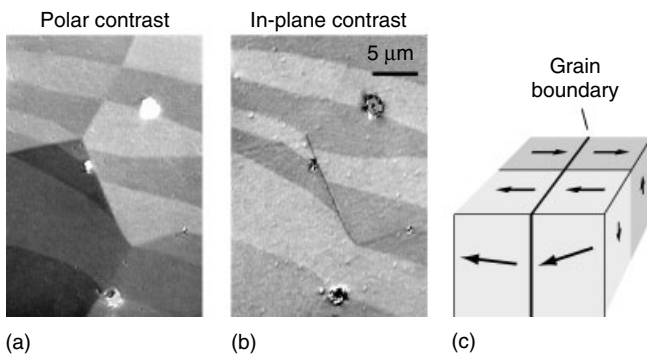 Polar contrast
In-plane contrast
5 µm
Grain
boundary
(a)
(b)
(c)